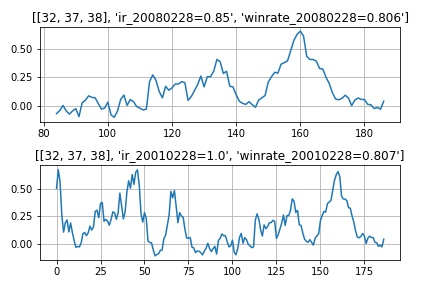 [[32, 37, 38], 'ir_20080228=0.85', 'winrate_20080228=0.806']
0.50
0.25
0.00
80 100 120 140 160 180
[[32, 37, 38], 'ir_20010228=1.0', 'winrate_20010228=0.807']
0.50
0.25
0.00
0 25 50 75 100 125 150 175